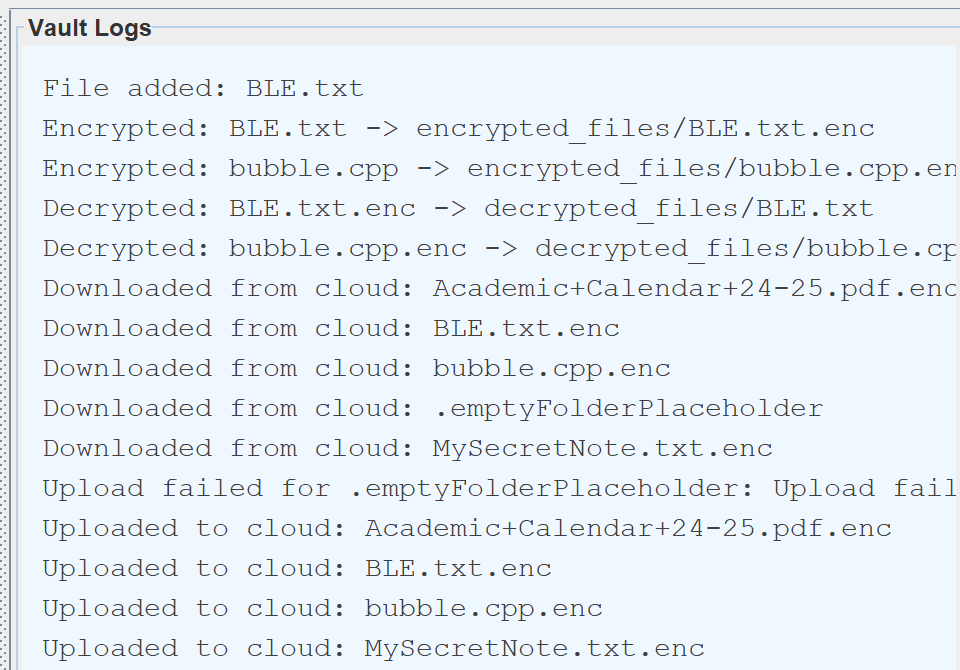 Vault Logs
File added: BLE.txt
Encrypted: BLE.txt -> encrypted_files/BLE.txt.enc
Encrypted: bubble.cpp -> encrypted_files/bubble.cpp.en
Decrypted: BLE.txt.enc -> decrypted_files/BLE.txt
Decrypted: bubble.cpp.enc -> decrypted_files/bubble.cp
Downloaded from cloud: Academic+Calendar+24-25.pdf.enc
Downloaded from cloud: BLE.txt.enc
Downloaded from cloud: bubble.cpp.enc
Downloaded from cloud: .emptyFolderPlaceholder
Downloaded from cloud: MySecretNote.txt.enc
Upload failed for .emptyFolderPlaceholder: Upload fail
Uploaded to cloud: Academic+Calendar+24-25.pdf.enc
Uploaded to cloud: BLE.txt.enc
Uploaded to cloud: bubble.cpp.enc
Uploaded to cloud: MySecretNote.txt.enc